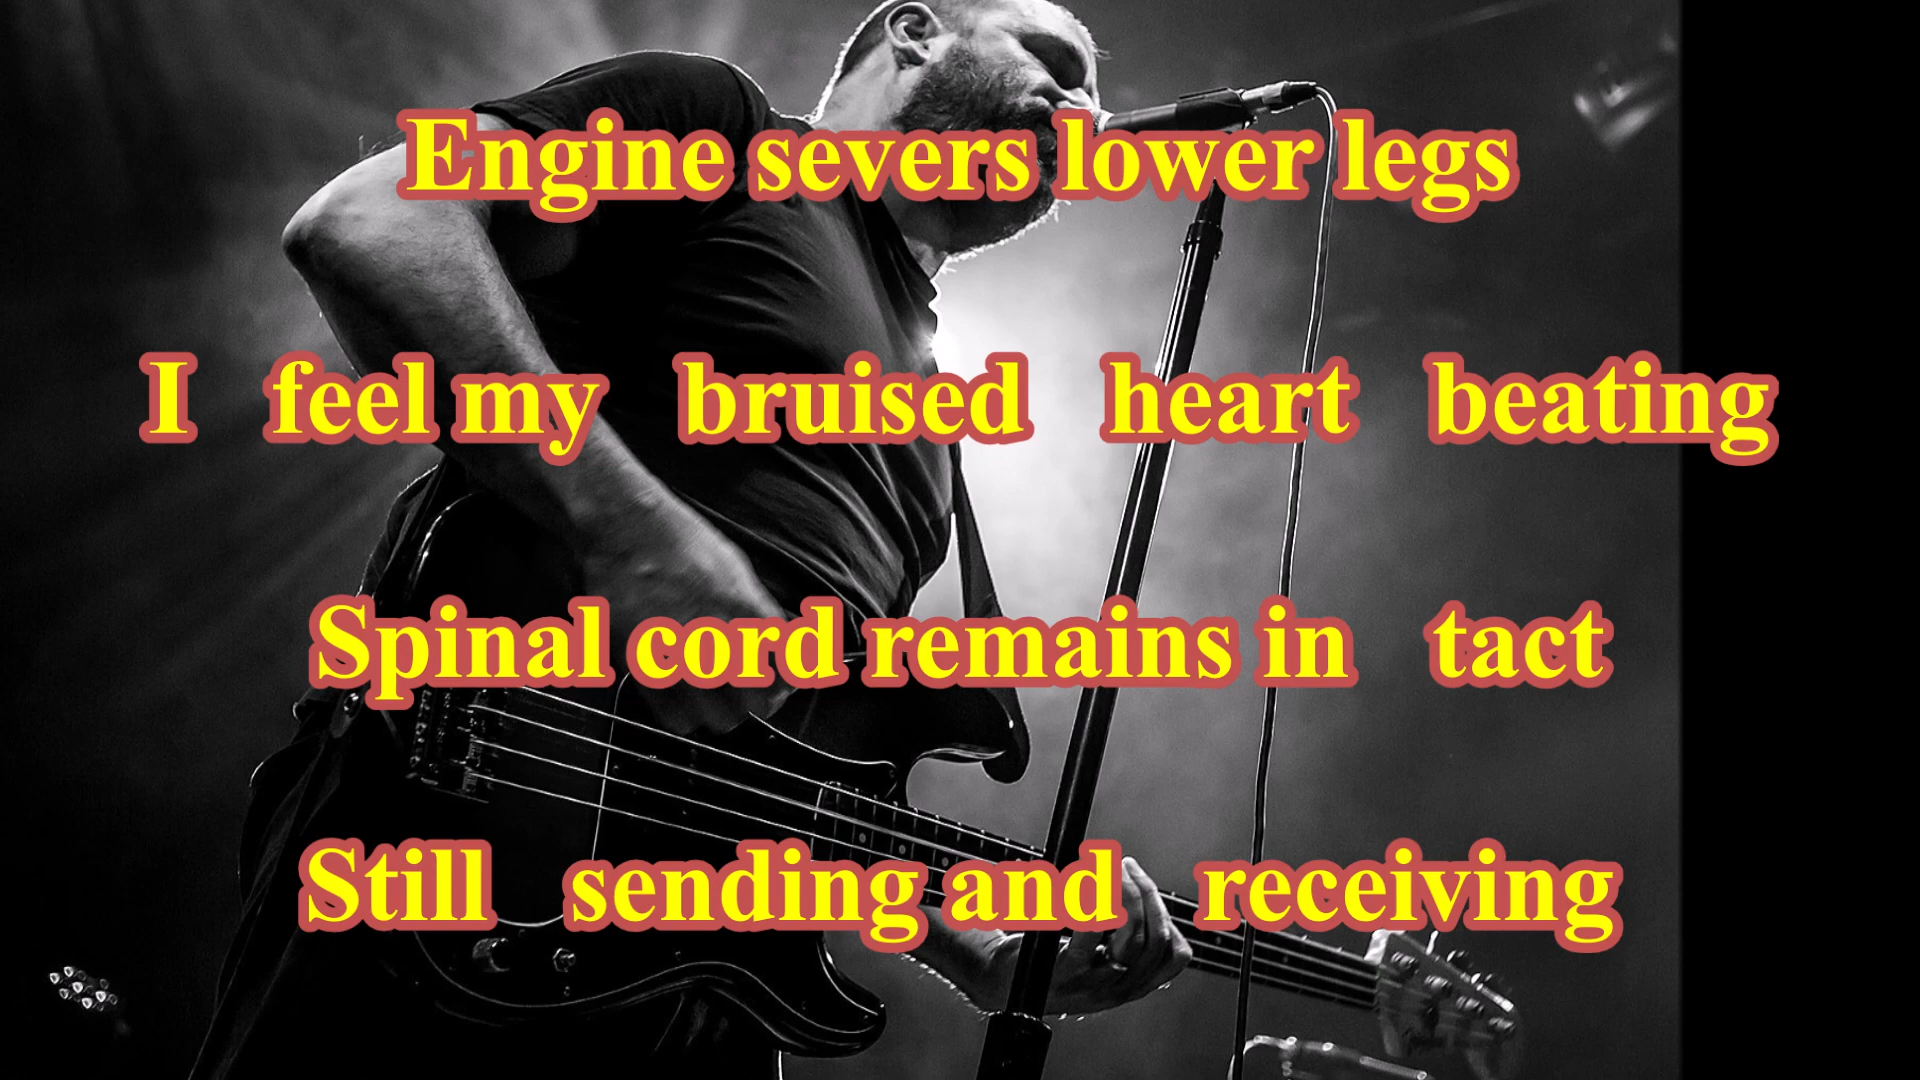 Engine severs lower legs
I feel my bruised heart beating
Spinal cord remains in tact
Still sending and receiving